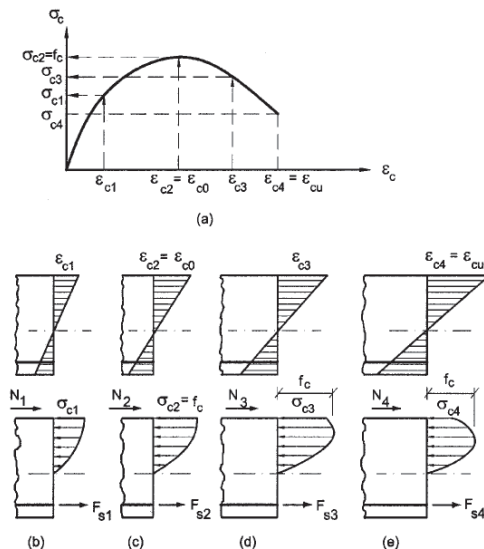 σc
σc2=fc
σc3
σc1
σc4
εc1 εc2 = εc0 εc3 εc4 = εcu εc
(a)
εc1 εc2 = εc0 εc3 εc4 = εcu
N1 σc1 N2 σc2= fc N3 fc σc3 N4 fc σc4
Fs1 Fs2 Fs3 Fs4
(b) (c) (d) (e)